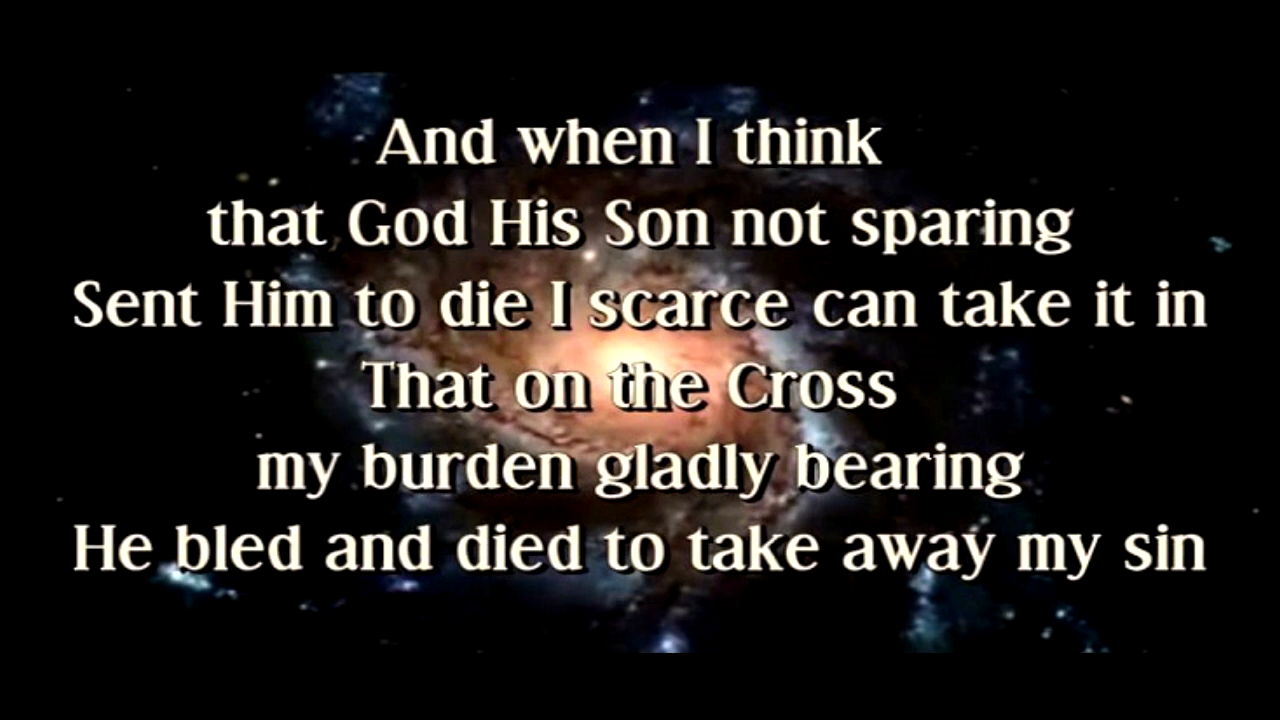 And when I think
that God His Son not sparing
Sent Him to die I scarce can take it in
That on the Cross
my burden gladly bearing
He bled and died to take away my sin